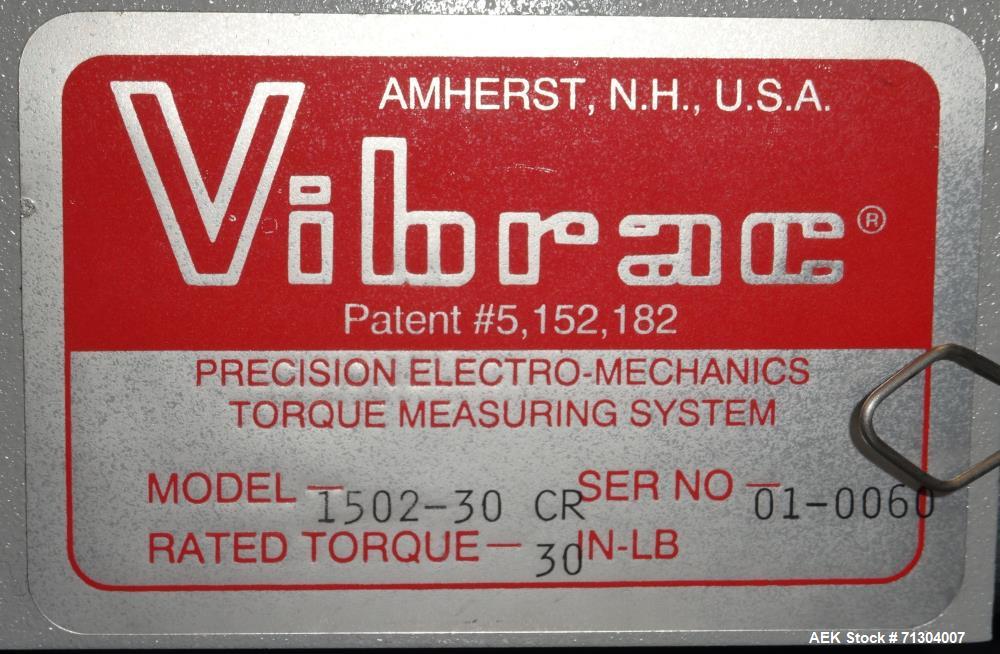 AMHERST, N.H., U.S.A.
Vibrac®
Patent #5,152,182
PRECISION ELECTRO-MECHANICS
TORQUE MEASURING SYSTEM
MODEL — 1502-30 CR SER NO — 01-0060
RATED TORQUE — 30 IN-LB
AEK Stock # 71304007